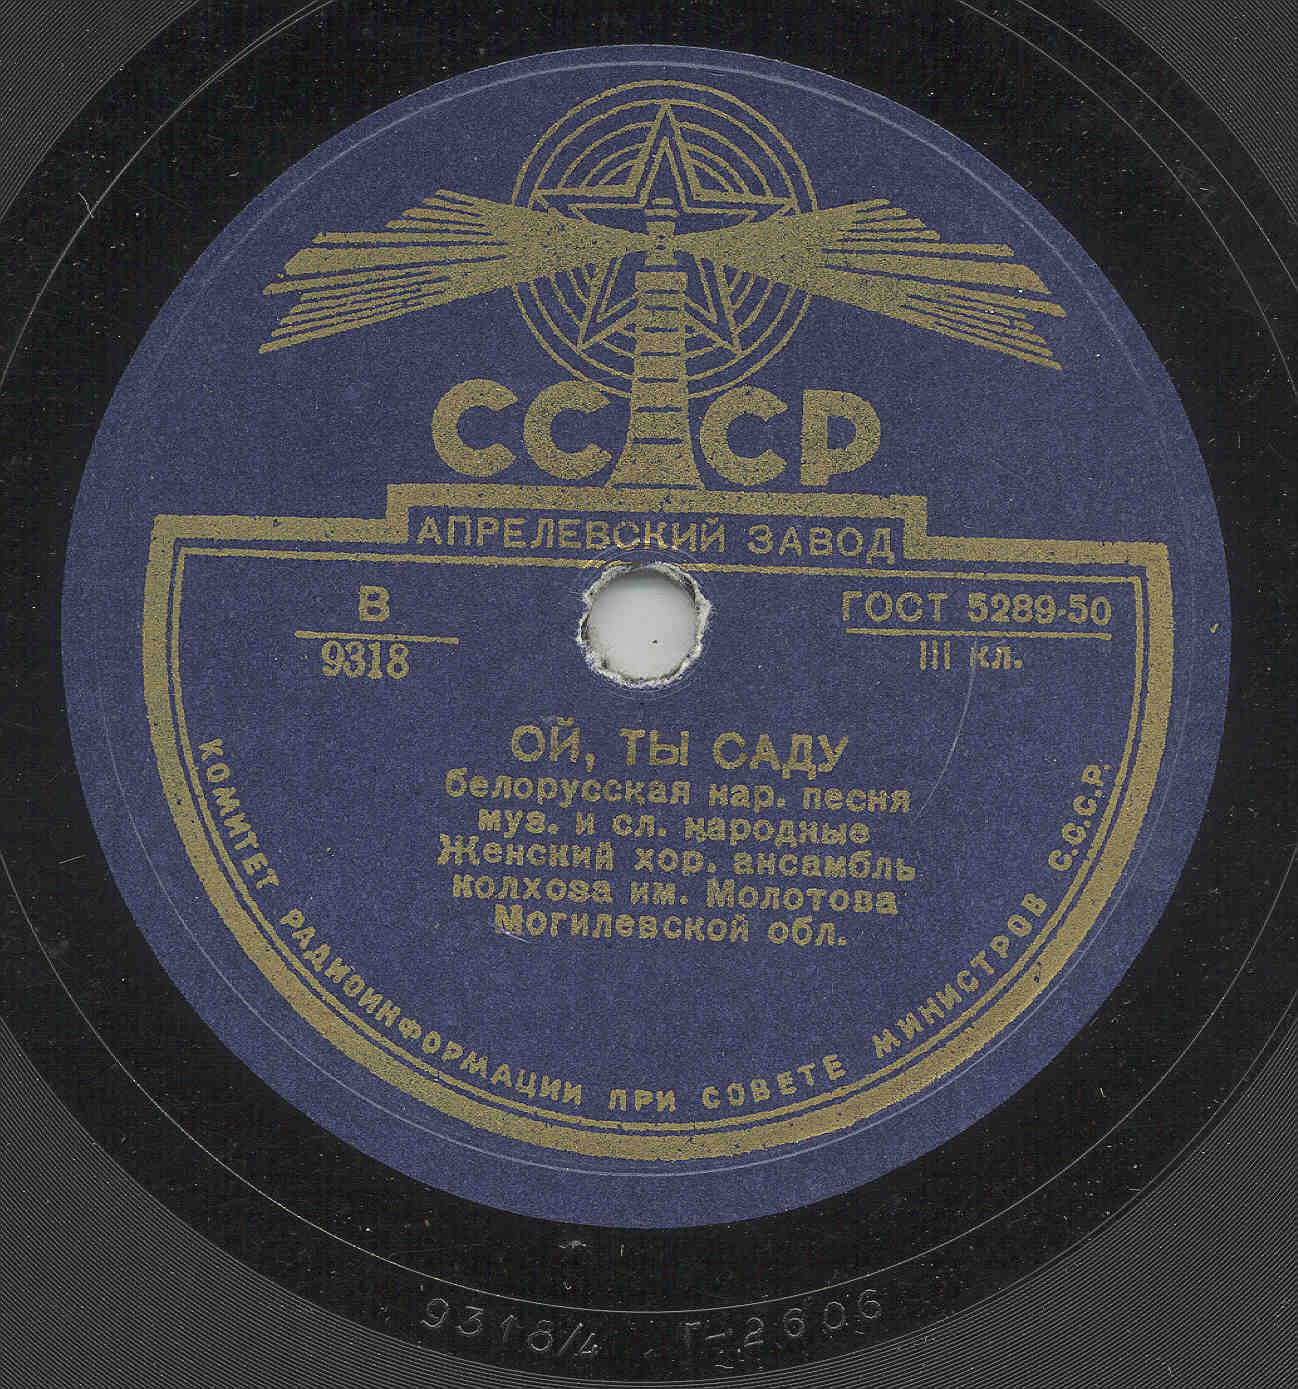 СССР
АПРЕЛЕВСКИЙ ЗАВОД
В
9318
ГОСТ 5289-50
III кл.
ОЙ, ТЫ САДУ
белорусская нар. песня
муз. и сл. народные
Женский хор. ансамбль
колхоза им. Молотова
Могилевской обл.
КОМИТЕТ РАДИОИНФОРМАЦИИ ПРИ СОВЕТЕ МИНИСТРОВ С.С.С.Р.
9318/4 Г-2606